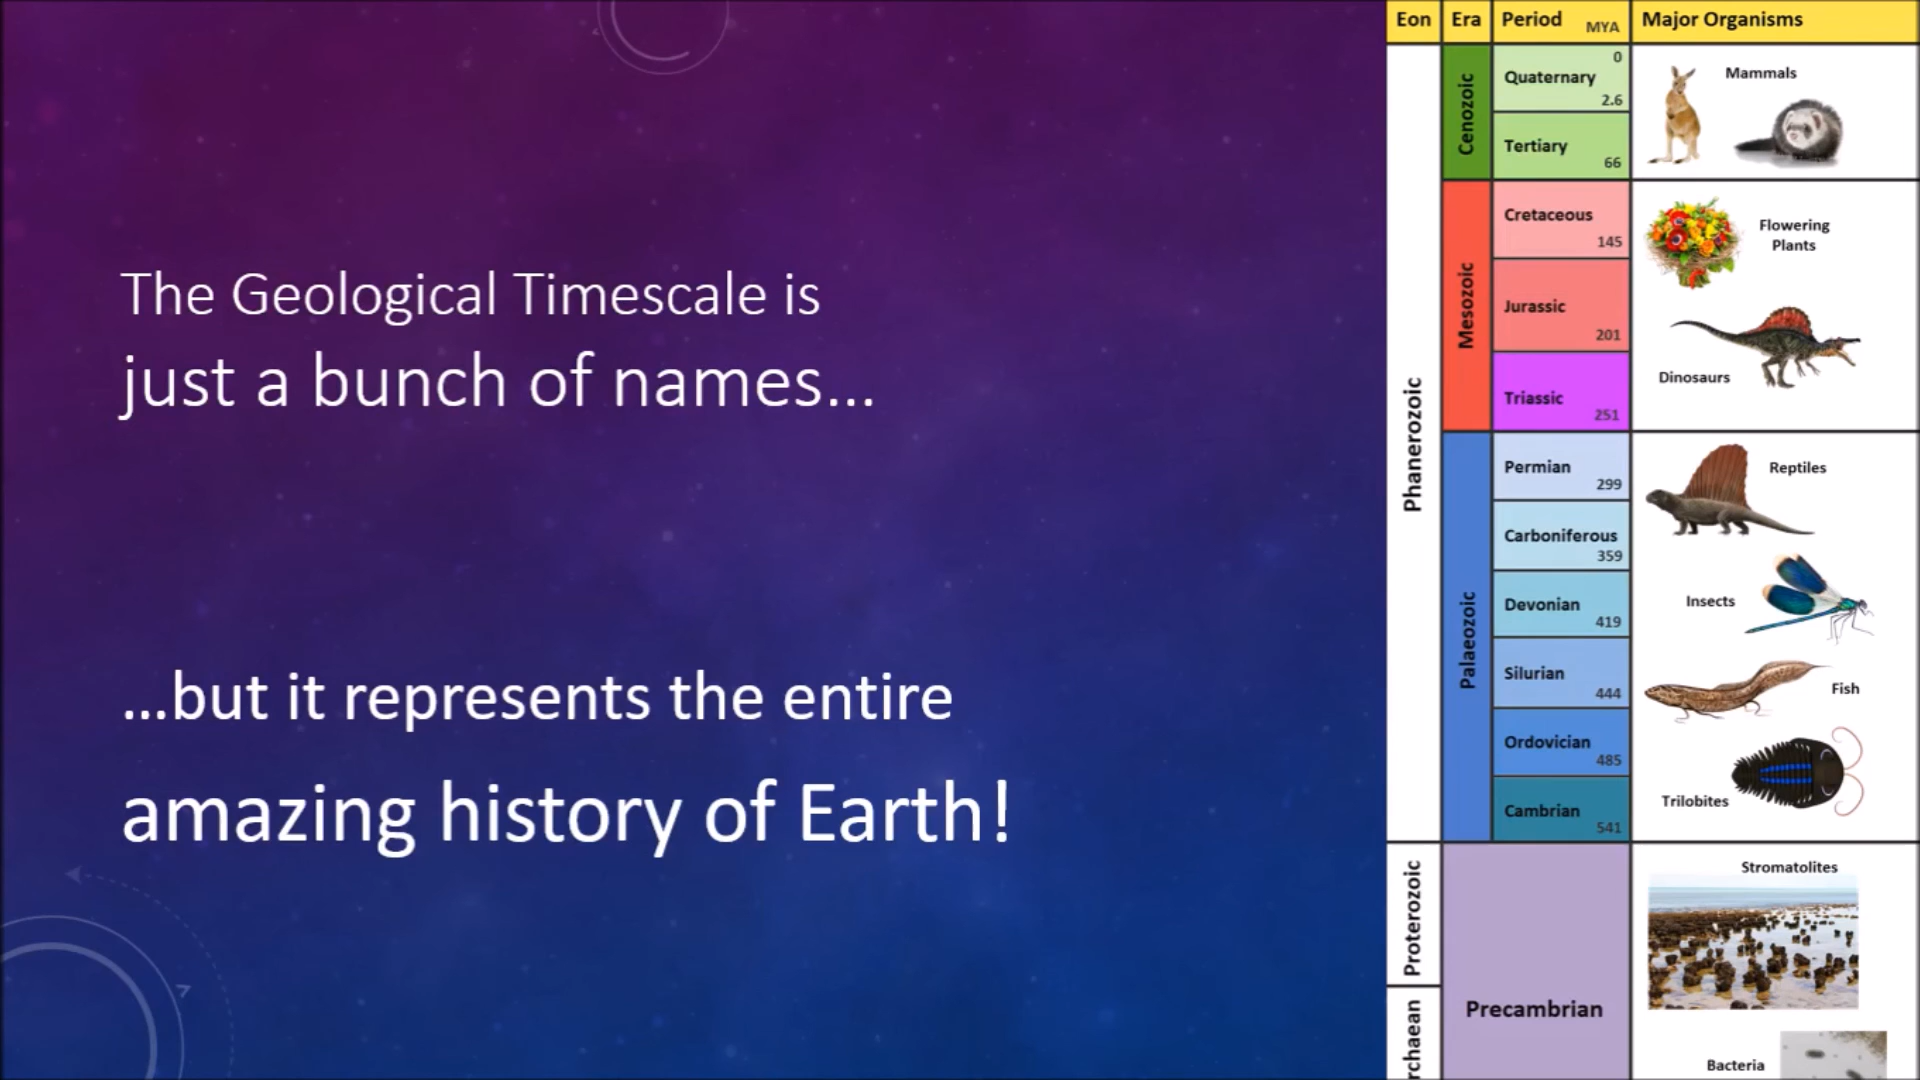 The Geological Timescale is
just a bunch of names...
...but it represents the entire
amazing history of Earth!
Eon Era Period MYA Major Organisms
Phanerozoic
Cenozoic
0
Quaternary
2.6
Tertiary
66
Mammals
Mesozoic
Cretaceous
145
Jurassic
201
Triassic
251
Flowering
Plants
Dinosaurs
Palaeozoic
Permian
299
Carboniferous
359
Devonian
419
Silurian
444
Ordovician
485
Cambrian
541
Reptiles
Insects
Fish
Trilobites
Proterozoic
rchaean
Precambrian
Stromatolites
Bacteria